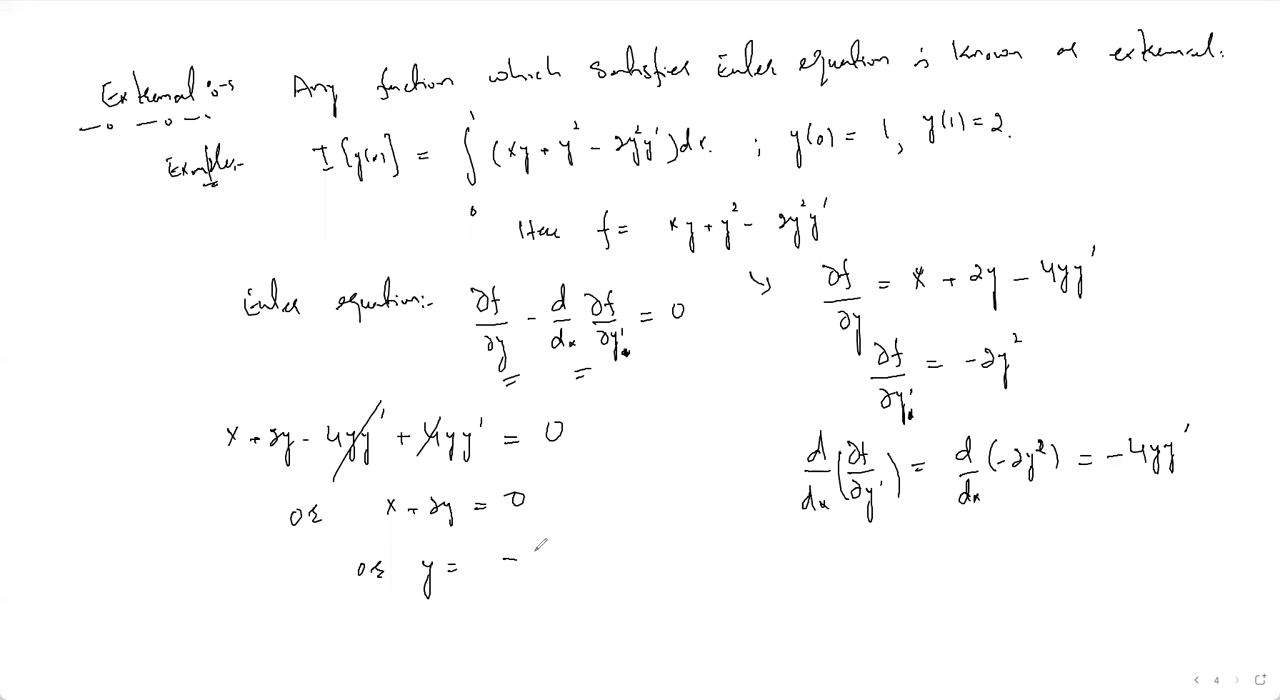 Extremal :-> Any function which satisfies Euler equation is known as extremal.
Example:- I[y(x)] = ∫₀¹ (xy + y² - 2y²y')dx. ; y(0) = 1, y(1) = 2.
Here f = xy + y² - 2y²y'
Euler equation:- ∂f/∂y - d/dx ∂f/∂y' = 0
↳ ∂f/∂y = x + 2y - 4yy'
∂f/∂y' = -2y²
d/dx (∂f/∂y') = d/dx (-2y²) = -4yy'
x + 2y - 4yy' + 4yy' = 0
or x + 2y = 0
or y = -
4